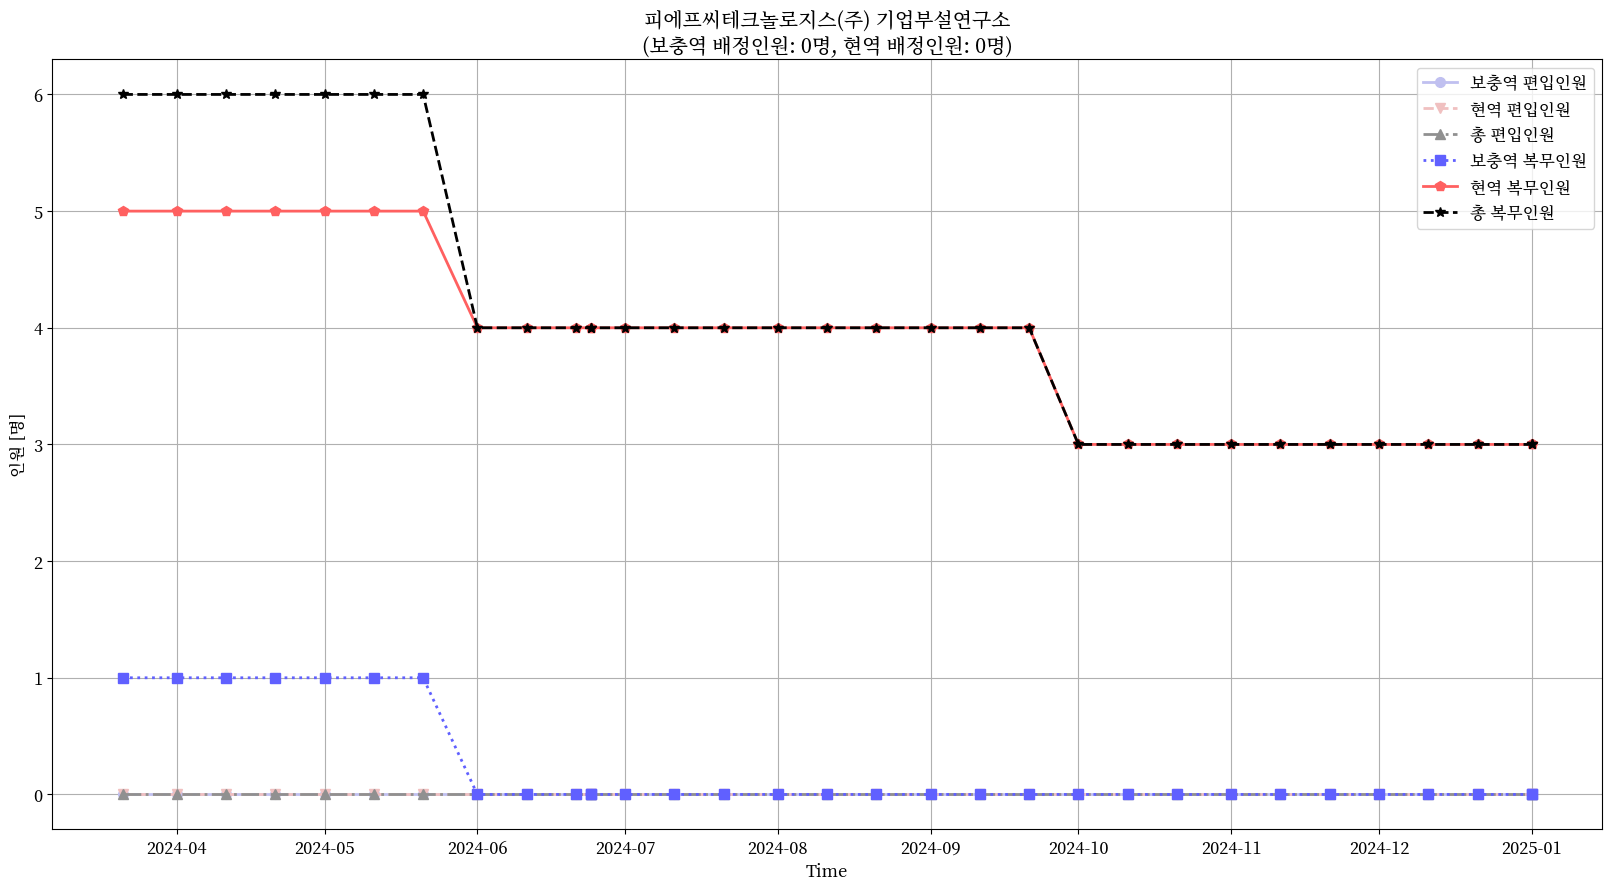 피에프씨테크놀로지스(주) 기업부설연구소
(보충역 배정인원: 0명, 현역 배정인원: 0명)
보충역 편입인원
현역 편입인원
총 편입인원
보충역 복무인원
현역 복무인원
총 복무인원
인원 [명]
6
5
4
3
2
1
0
2024-04
2024-05
2024-06
2024-07
2024-08
2024-09
2024-10
2024-11
2024-12
2025-01
Time